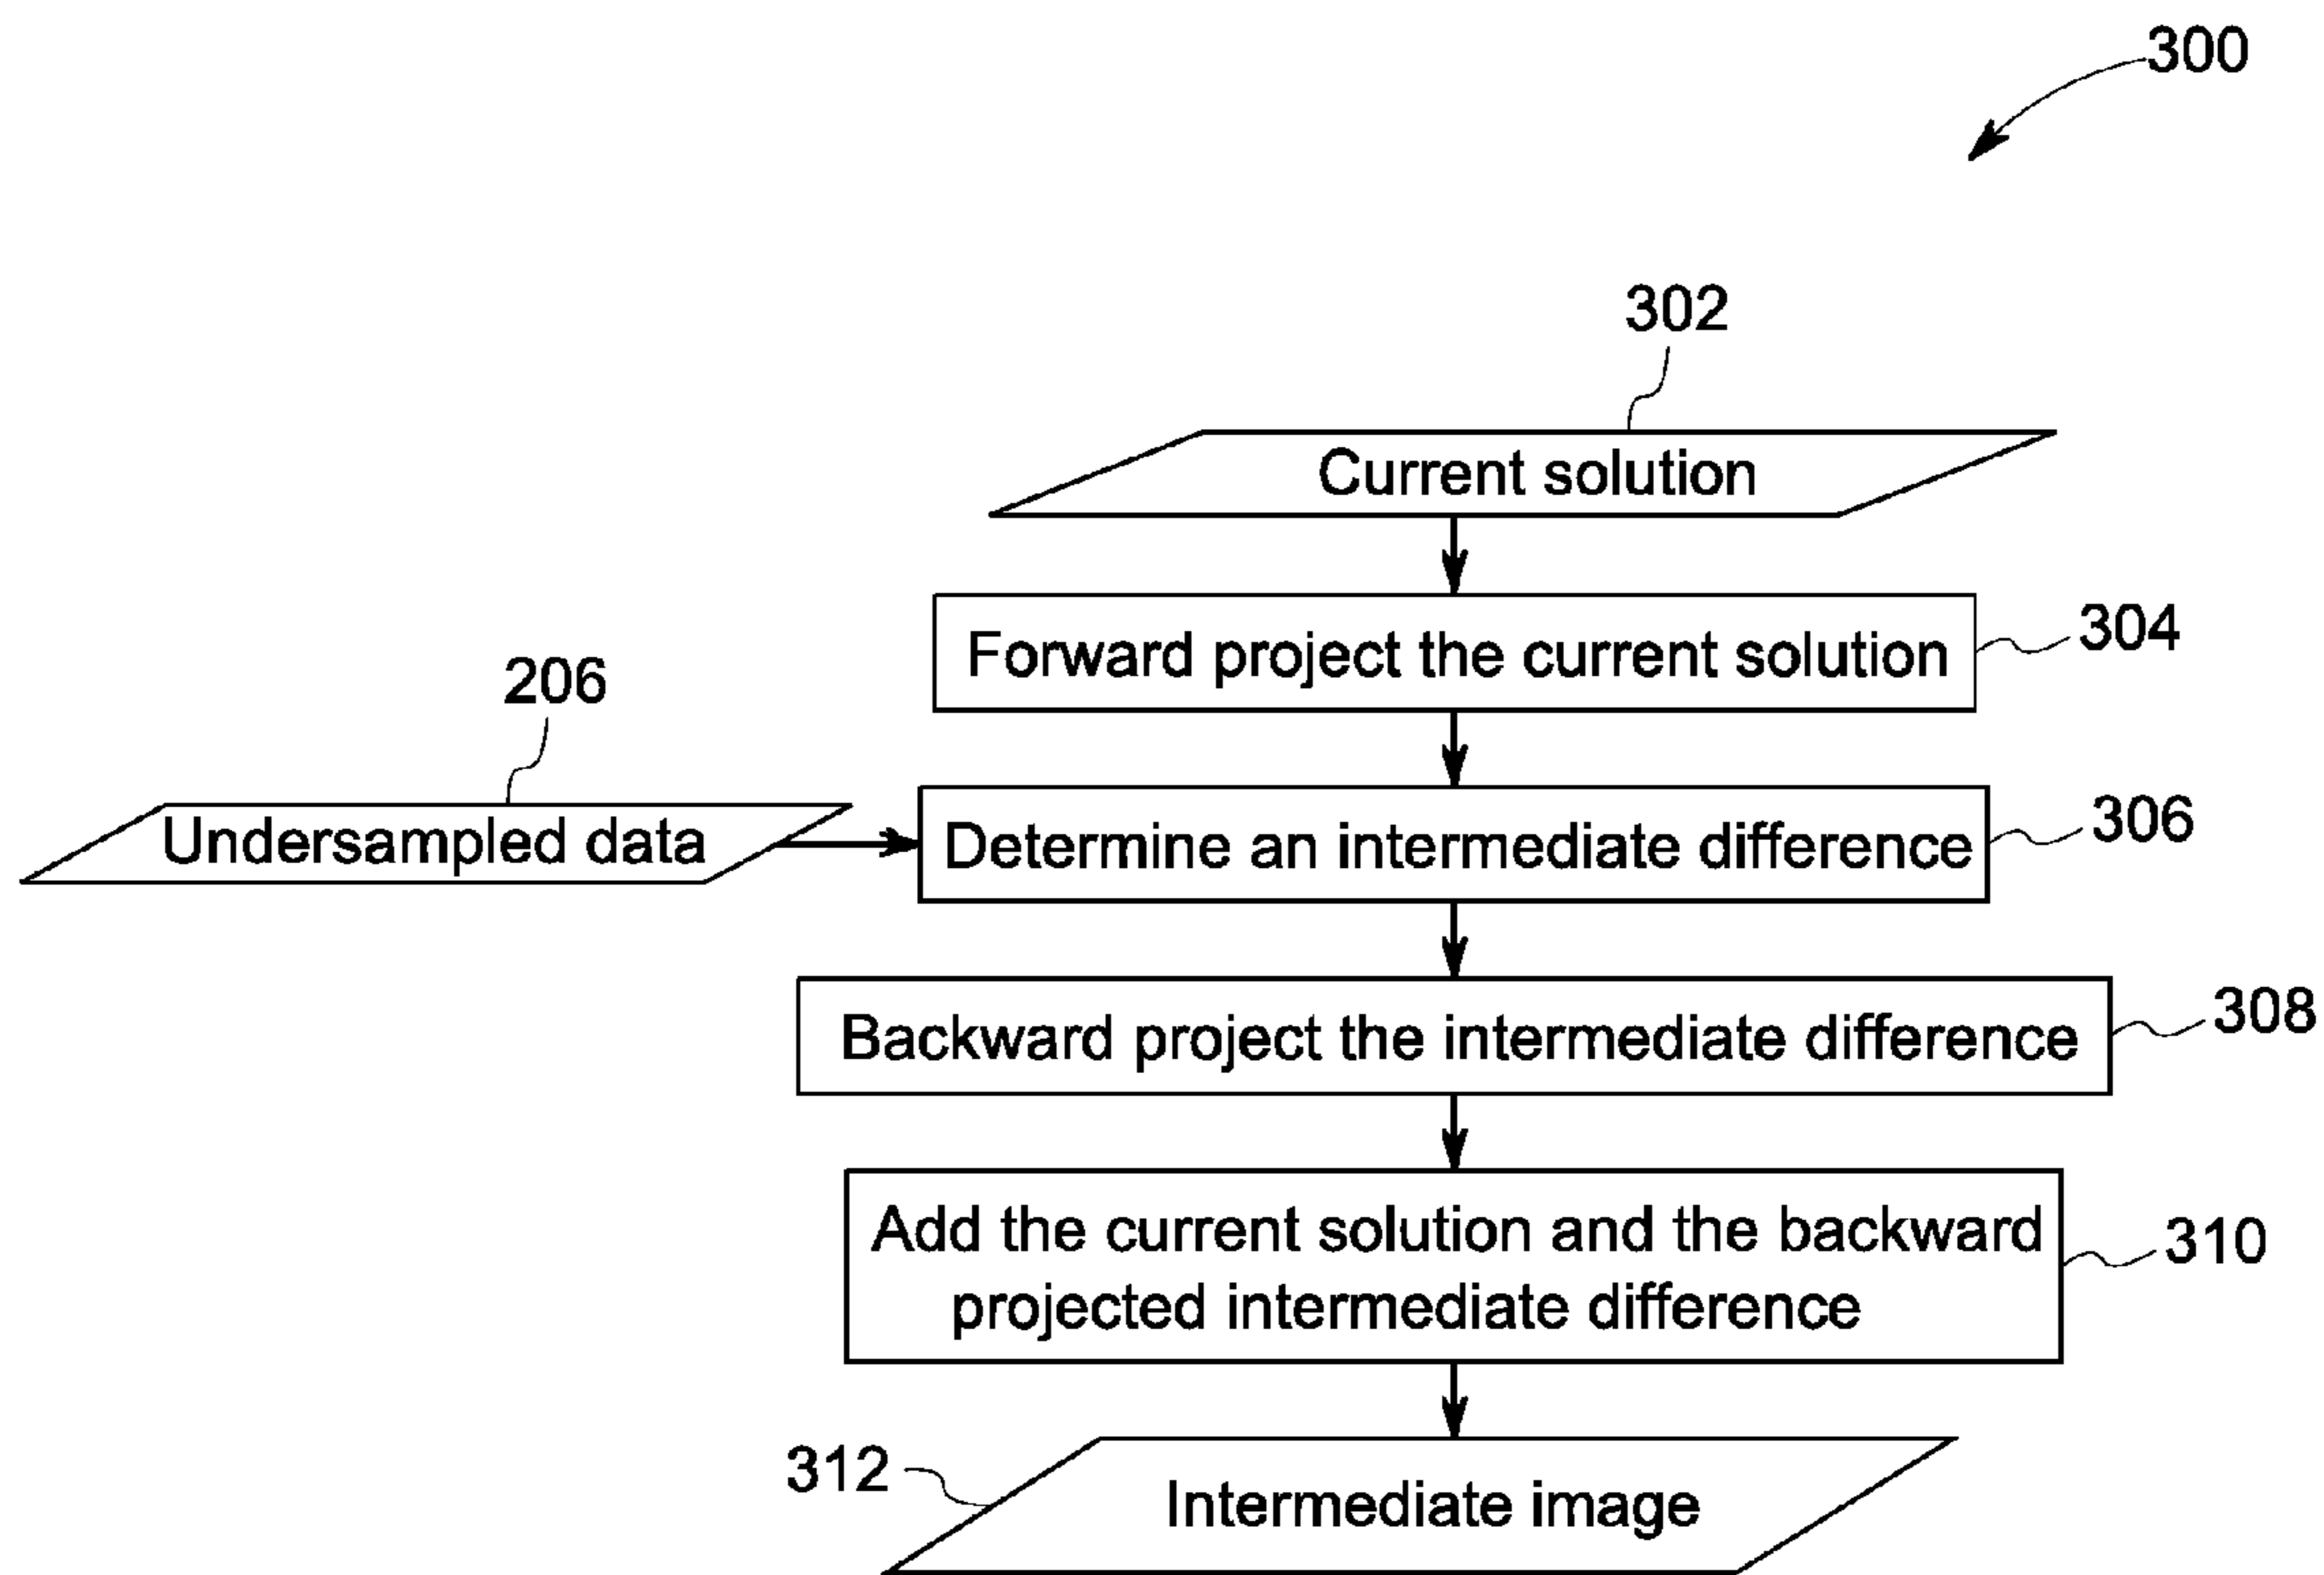 300
302
Current solution
Forward project the current solution
304
206
Undersampled data
Determine an intermediate difference
306
Backward project the intermediate difference
308
Add the current solution and the backward
projected intermediate difference
310
312
Intermediate image